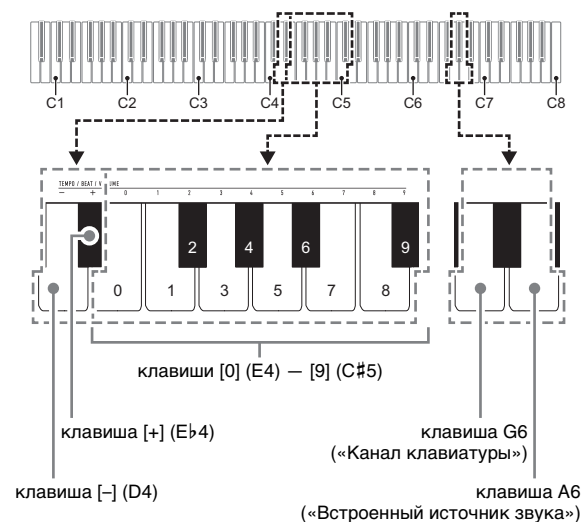 C1 C2 C3 C4 C5 C6 C7 C8
TEMPO / BEAT / V UME
− + 0 1 2 3 4 5 6 7 8 9
2 4 6 9
0 1 3 5 7 8
клавиши [0] (E4) — [9] (C♯5)
клавиша [+] (E♭4)
клавиша G6
(«Канал клавиатуры»)
клавиша [–] (D4)
клавиша A6
(«Встроенный источник звука»)